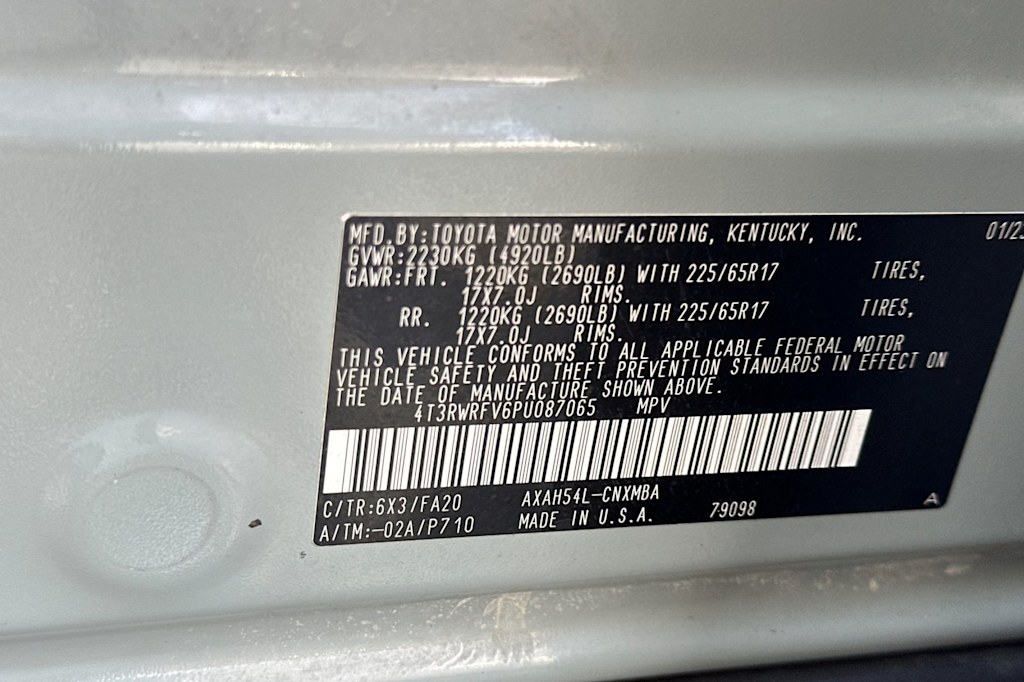 MFD.BY:TOYOTA MOTOR MANUFACTURING, KENTUCKY, INC. 01/23
GVWR:2230KG (4920LB)
GAWR:FRT. 1220KG (2690LB) WITH 225/65R17 TIRES,
17X7.0J RIMS.
RR. 1220KG (2690LB) WITH 225/65R17 TIRES,
17X7.0J RIMS.
THIS VEHICLE CONFORMS TO ALL APPLICABLE FEDERAL MOTOR
VEHICLE SAFETY AND THEFT PREVENTION STANDARDS IN EFFECT ON
THE DATE OF MANUFACTURE SHOWN ABOVE.
4T3RWRFV6PU087065 MPV
C/TR:6X3/FA20 AXAH54L-CNXMBA
A/TM:-02A/P710 MADE IN U.S.A. 79098 A